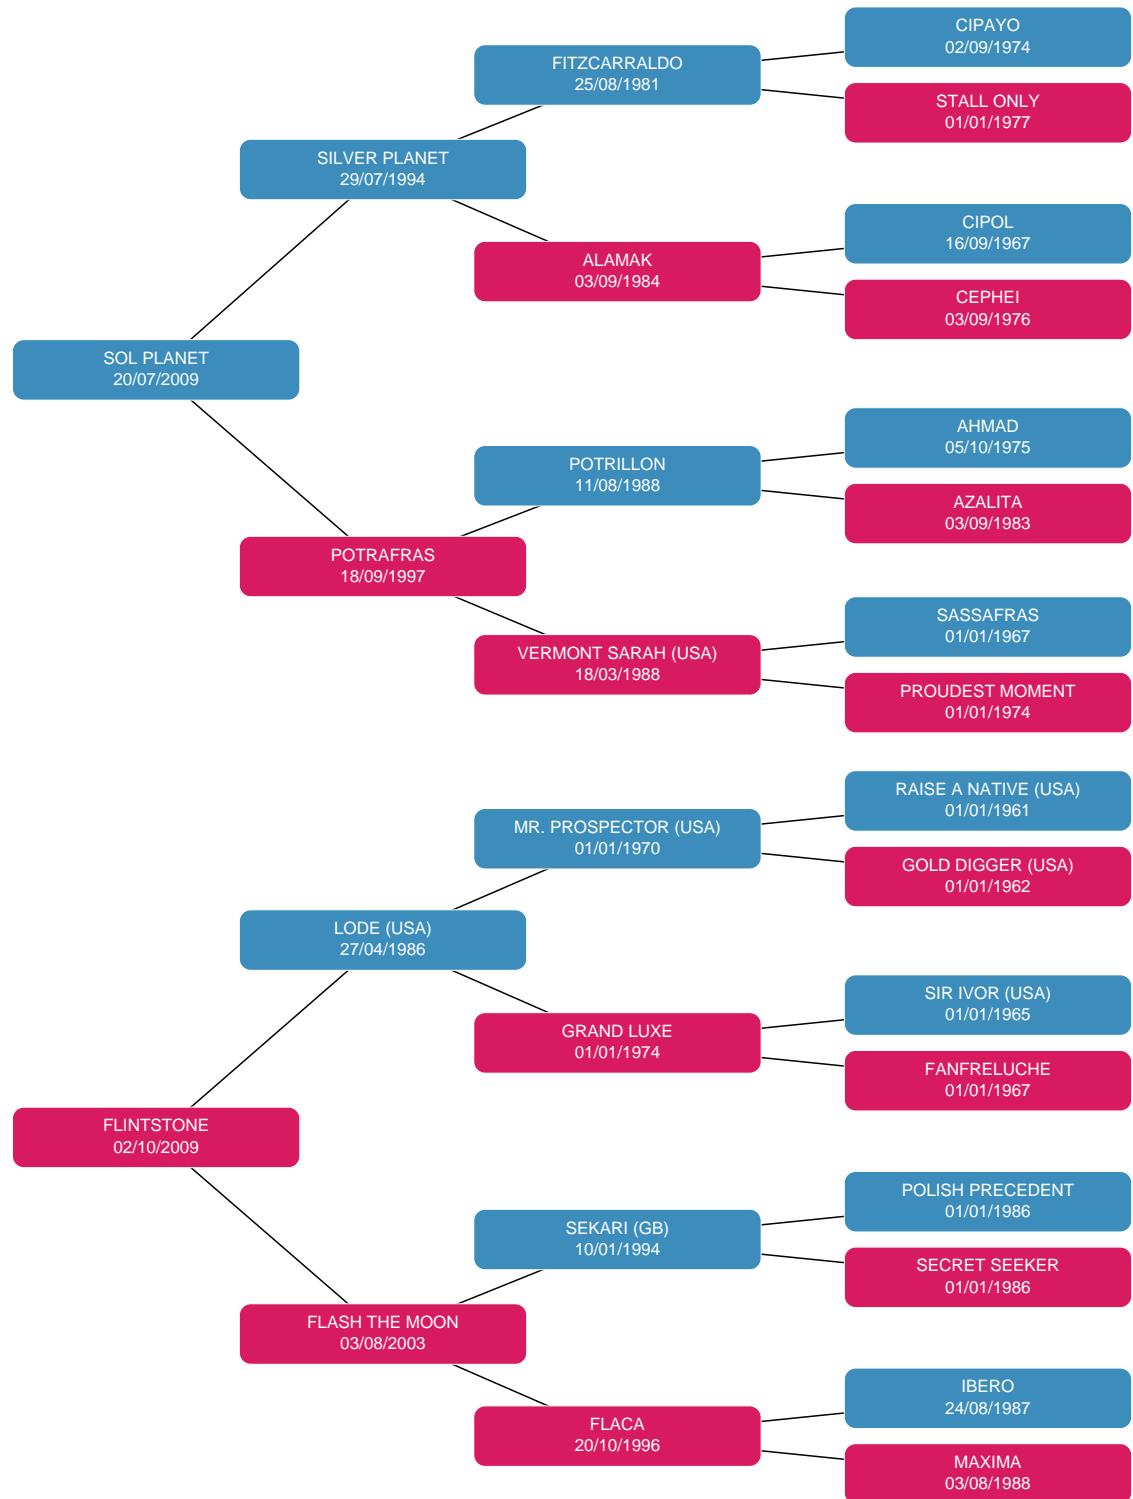 CIPAYO
02/09/1974
FITZCARRALDO
25/08/1981
STALL ONLY
01/01/1977
SILVER PLANET
29/07/1994
CIPOL
16/09/1967
ALAMAK
03/09/1984
CEPHEI
03/09/1976
SOL PLANET
20/07/2009
AHMAD
05/10/1975
POTRILLON
11/08/1988
AZALITA
03/09/1983
POTRAFRAS
18/09/1997
SASSAFRAS
01/01/1967
VERMONT SARAH (USA)
18/03/1988
PROUDEST MOMENT
01/01/1974
RAISE A NATIVE (USA)
01/01/1961
MR. PROSPECTOR (USA)
01/01/1970
GOLD DIGGER (USA)
01/01/1962
LODE (USA)
27/04/1986
SIR IVOR (USA)
01/01/1965
GRAND LUXE
01/01/1974
FANFRELUCHE
01/01/1967
FLINTSTONE
02/10/2009
POLISH PRECEDENT
01/01/1986
SEKARI (GB)
10/01/1994
SECRET SEEKER
01/01/1986
FLASH THE MOON
03/08/2003
IBERO
24/08/1987
FLACA
20/10/1996
MAXIMA
03/08/1988